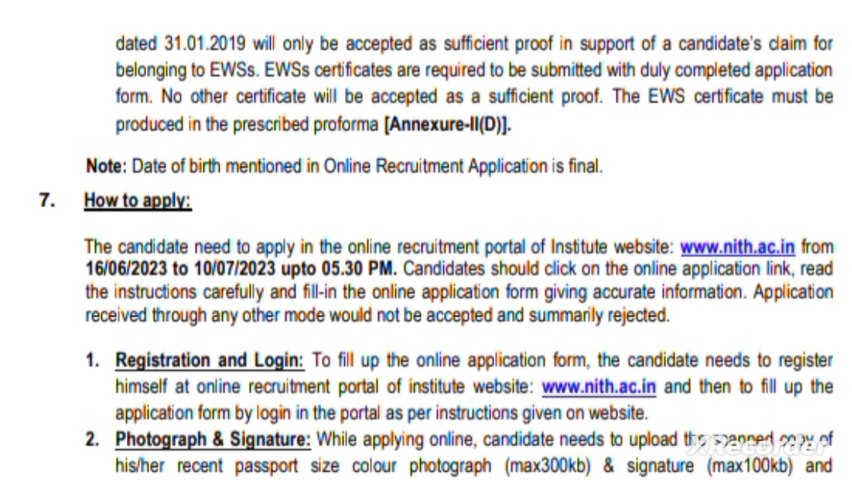 dated 31.01.2019 will only be accepted as sufficient proof in support of a candidate's claim for
belonging to EWSs. EWSs certificates are required to be submitted with duly completed application
form. No other certificate will be accepted as a sufficient proof. The EWS certificate must be
produced in the prescribed proforma [Annexure-II(D)].
Note: Date of birth mentioned in Online Recruitment Application is final.
7. How to apply:
The candidate need to apply in the online recruitment portal of Institute website: www.nith.ac.in from
16/06/2023 to 10/07/2023 upto 05.30 PM. Candidates should click on the online application link, read
the instructions carefully and fill-in the online application form giving accurate information. Application
received through any other mode would not be accepted and summarily rejected.
1. Registration and Login: To fill up the online application form, the candidate needs to register
himself at online recruitment portal of institute website: www.nith.ac.in and then to fill up the
application form by login in the portal as per instructions given on website.
2. Photograph & Signature: While applying online, candidate needs to upload the scanned copy of
his/her recent passport size colour photograph (max300kb) & signature (max100kb) and
XRecorder